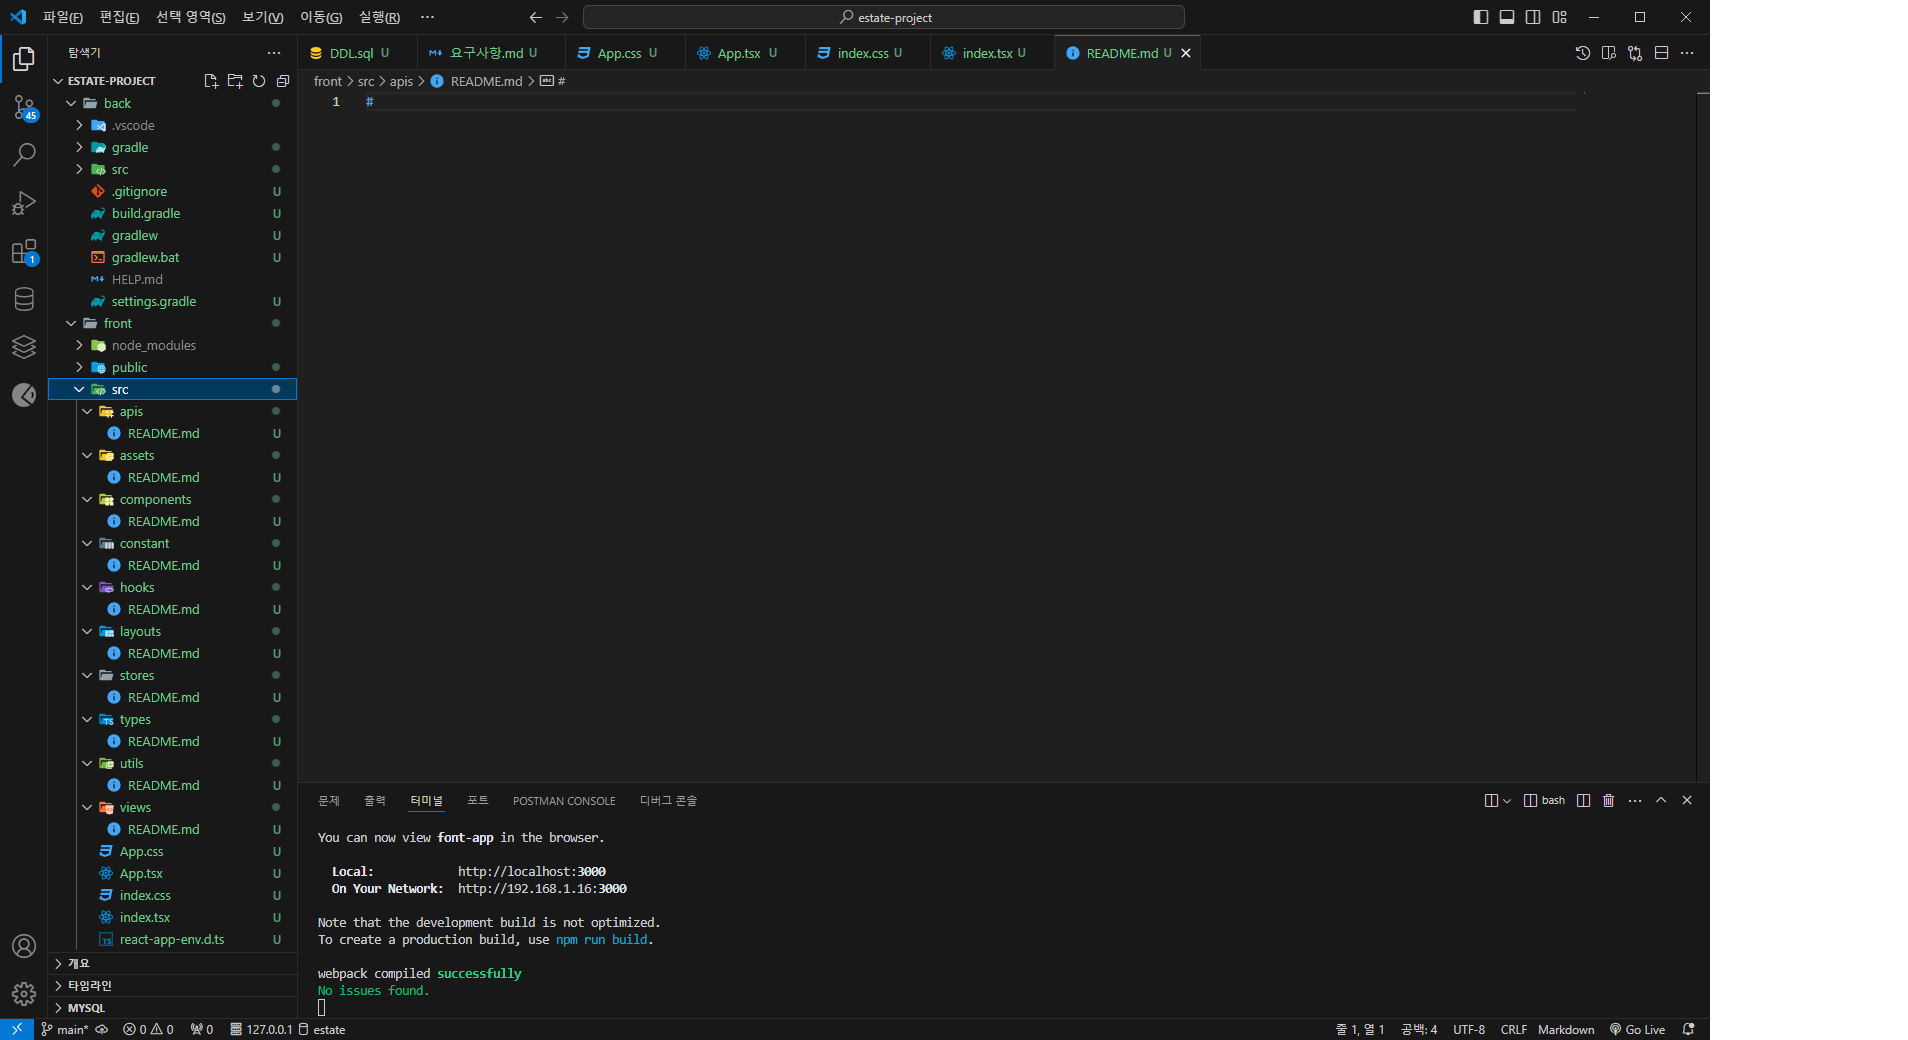 파일(F) 편집(E) 선택 영역(S) 보기(V) 이동(G) 실행(R) ··· estate-project
탐색기
DDL.sql U 요구사항.md U App.css U App.tsx U index.css U index.tsx U README.md U
ESTATE-PROJECT
front > src > apis > README.md > #
1 #
back
.vscode
gradle
src
.gitignore U
build.gradle U
gradlew U
gradlew.bat U
HELP.md
settings.gradle U
front
node_modules
public
src
apis
README.md U
assets
README.md U
components
README.md U
constant
README.md U
hooks
README.md U
layouts
README.md U
stores
README.md U
types
README.md U
utils
README.md U
views
README.md U
App.css U
App.tsx U
index.css U
index.tsx U
react-app-env.d.ts U
개요
타임라인
MYSQL
45
1
문제 출력 터미널 포트 POSTMAN CONSOLE 디버그 콘솔 bash
You can now view font-app in the browser.
Local: http://localhost:3000
On Your Network: http://192.168.1.16:3000
Note that the development build is not optimized.
To create a production build, use npm run build.
webpack compiled successfully
No issues found.
main* 0 0 0 127.0.0.1 estate 줄 1, 열 1 공백: 4 UTF-8 CRLF Markdown Go Live